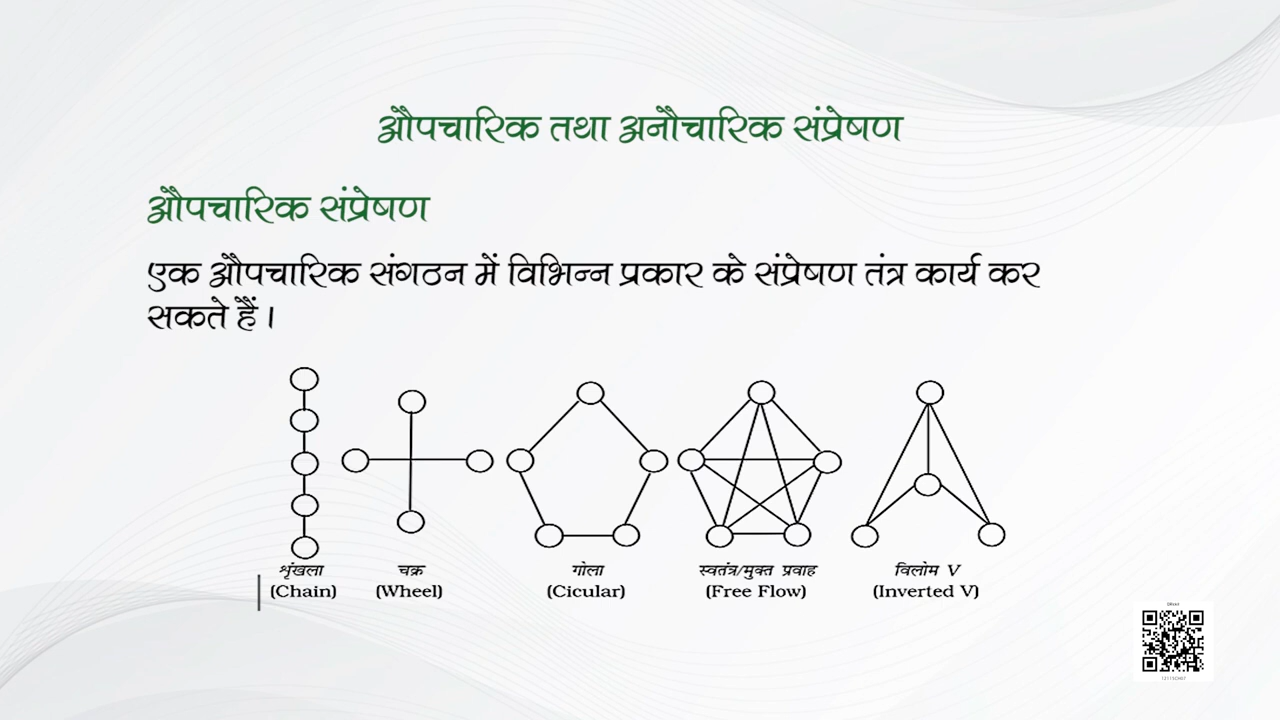 औपचारिक तथा अनौचारिक संप्रेषण
औपचारिक संप्रेषण
एक औपचारिक संगठन में विभिन्न प्रकार के संप्रेषण तंत्र कार्य कर
सकते हैं।
शृंखला
(Chain)
चक्र
(Wheel)
गोला
(Cicular)
स्वतंत्र/मुक्त प्रवाह
(Free Flow)
विलोम V
(Inverted V)